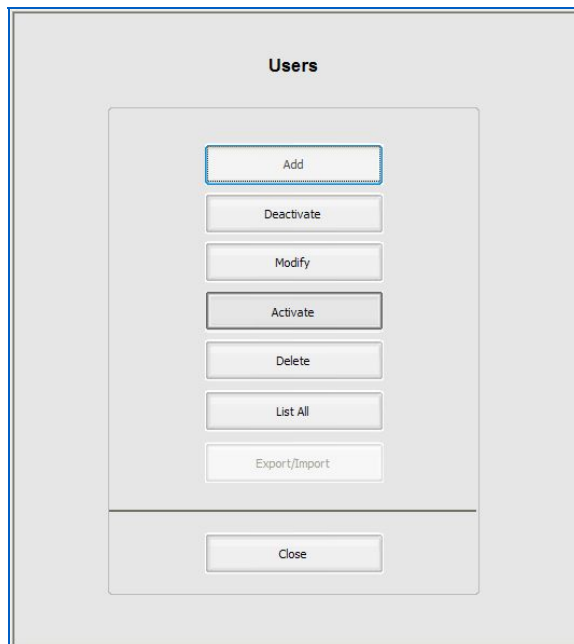 Users
Add
Deactivate
Modify
Activate
Delete
List All
Export/Import
Close